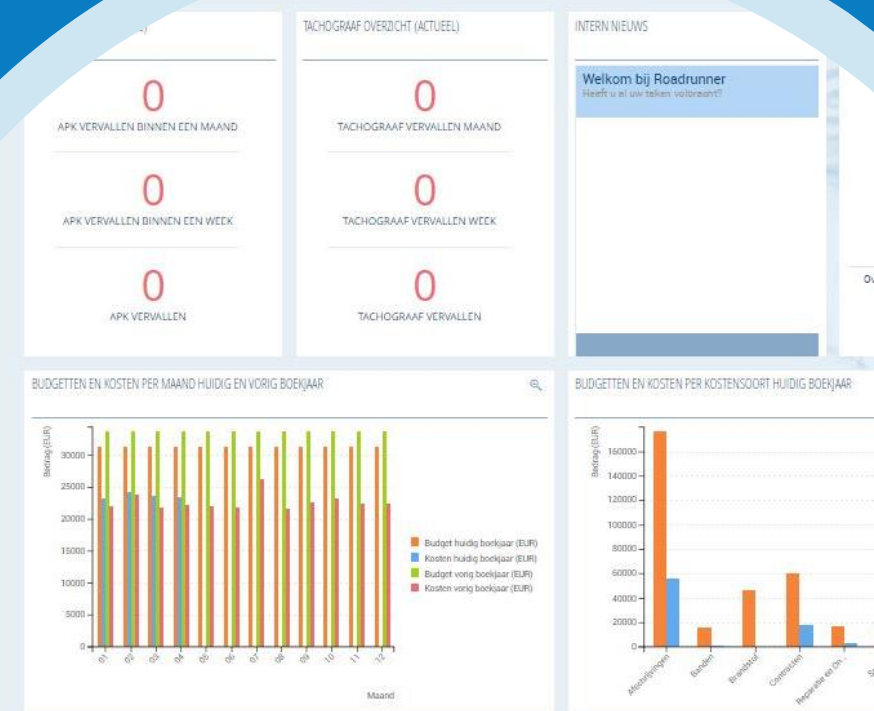 TACHOGRAAF OVERZICHT (ACTUEEL)
INTERN NIEUWS
0
APK VERVALLEN BINNEN EEN MAAND
0
APK VERVALLEN BINNEN EEN WEEK
0
APK VERVALLEN
0
TACHOGRAAF VERVALLEN MAAND
0
TACHOGRAAF VERVALLEN WEEK
0
TACHOGRAAF VERVALLEN
Welkom bij Roadrunner
Heeft u al uw taken volbracht?
BUDGETTEN EN KOSTEN PER MAAND HUIDIG EN VORIG BOEKJAAR
Bedrag (EUR)
30000
25000
20000
15000
10000
5000
0
01 02 03 04 05 06 07 08 09 10 11 12
Maand
Budget huidig boekjaar (EUR)
Kosten huidig boekjaar (EUR)
Budget vorig boekjaar (EUR)
Kosten vorig boekjaar (EUR)
BUDGETTEN EN KOSTEN PER KOSTENSOORT HUIDIG BOEKJAAR
Bedrag (EUR)
160000
140000
120000
100000
80000
60000
40000
20000
0
Afschrijvingen
Banden
Brandstof
Contracten
Reparatie en On...